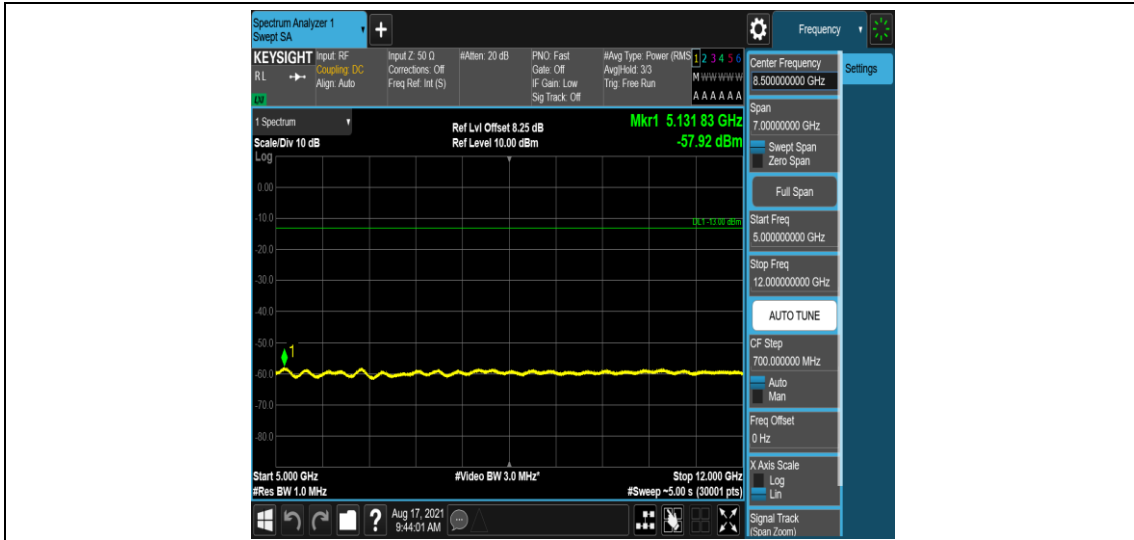 Spectrum Analyzer 1
Swept SA
Frequency
KEYSIGHT
RL
Input: RF
Coupling: DC
Align: Auto
Input Z: 50 Ω
Corrections: Off
Freq Ref: Int (S)
#Atten: 20 dB
PNO: Fast
Gate: Off
IF Gain: Low
Sig Track: Off
#Avg Type: Power (RMS
Avg|Hold: 3/3
Trig: Free Run
1 2 3 4 5 6
M W W W W W
A A A A A A
1 Spectrum
Scale/Div 10 dB
Log
Ref Lvl Offset 8.25 dB
Ref Level 10.00 dBm
Mkr1 5.131 83 GHz
-57.92 dBm
0.00
-10.0
DL1 -13.00 dBm
-20.0
-30.0
-40.0
-50.0
1
-60.0
-70.0
-80.0
Start 5.000 GHz
#Video BW 3.0 MHz*
Stop 12.000 GHz
#Res BW 1.0 MHz
#Sweep ~5.00 s (30001 pts)
?
Aug 17, 2021
9:44:01 AM
Center Frequency
8.500000000 GHz
Settings
Span
7.00000000 GHz
Swept Span
Zero Span
Full Span
Start Freq
5.000000000 GHz
Stop Freq
12.000000000 GHz
AUTO TUNE
CF Step
700.000000 MHz
Auto
Man
Freq Offset
0 Hz
X Axis Scale
Log
Lin
Signal Track
(Span Zoom)